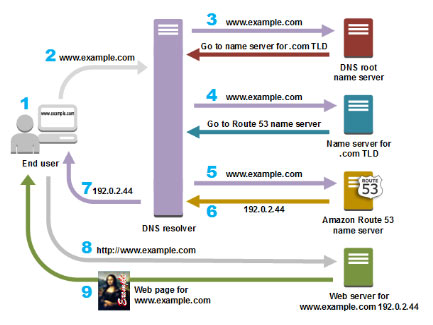 3 www.example.com
Go to name server for .com TLD
DNS root
name server
2 www.example.com
1
www.example.com
End user
4 www.example.com
Go to Route 53 name server
Name server for
.com TLD
5 www.example.com
6 192.0.2.44
ROUTE
53
Amazon Route 53
name server
7 192.0.2.44
DNS resolver
8 http://www.example.com
9
Example
Web page for
www.example.com
Web server for
www.example.com 192.0.2.44